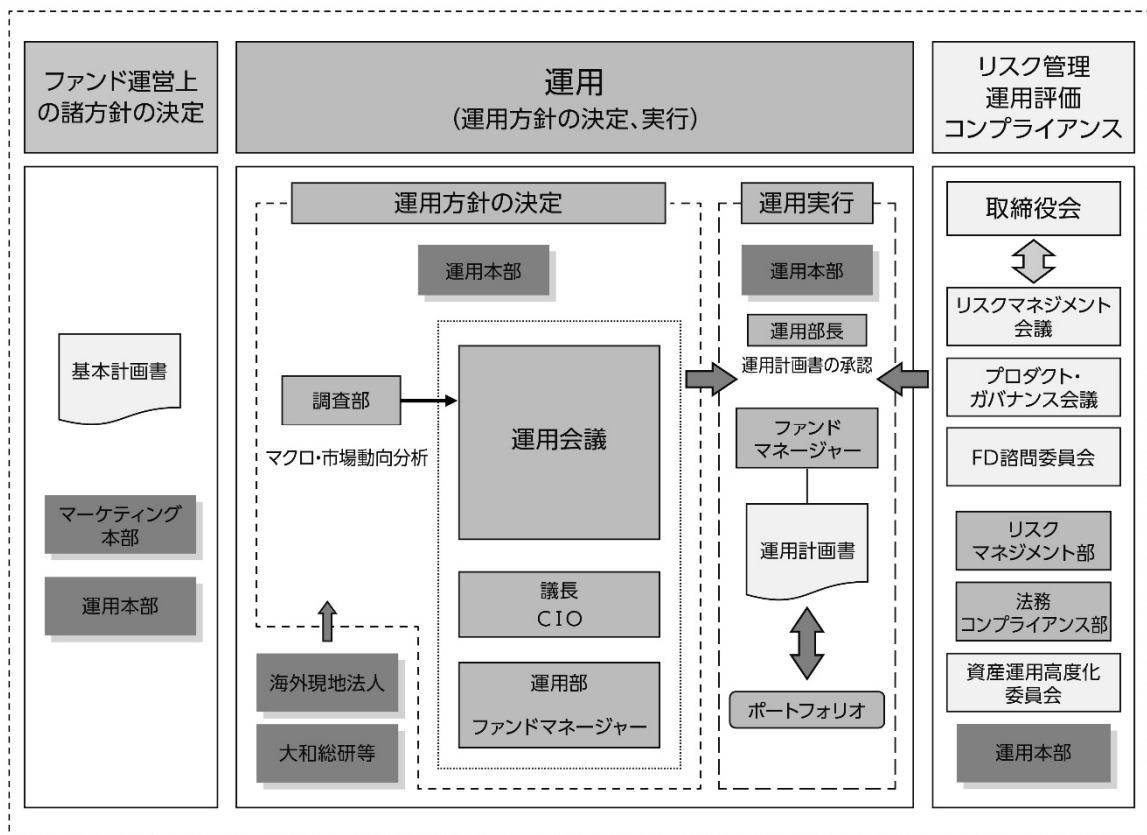 ファンド運営上
の諸方針の決定
運用
(運用方針の決定、実行)
リスク管理
運用評価
コンプライアンス
基本計画書
マーケティング
本部
運用本部
運用方針の決定
運用本部
調査部
マクロ・市場動向分析
運用会議
議長
CIO
運用部
ファンドマネージャー
海外現地法人
大和総研等
運用実行
運用本部
運用部長
運用計画書の承認
ファンド
マネージャー
運用計画書
ポートフォリオ
取締役会
リスクマネジメント
会議
プロダクト・
ガバナンス会議
FD諮問委員会
リスク
マネジメント部
法務
コンプライアンス部
資産運用高度化
委員会
運用本部